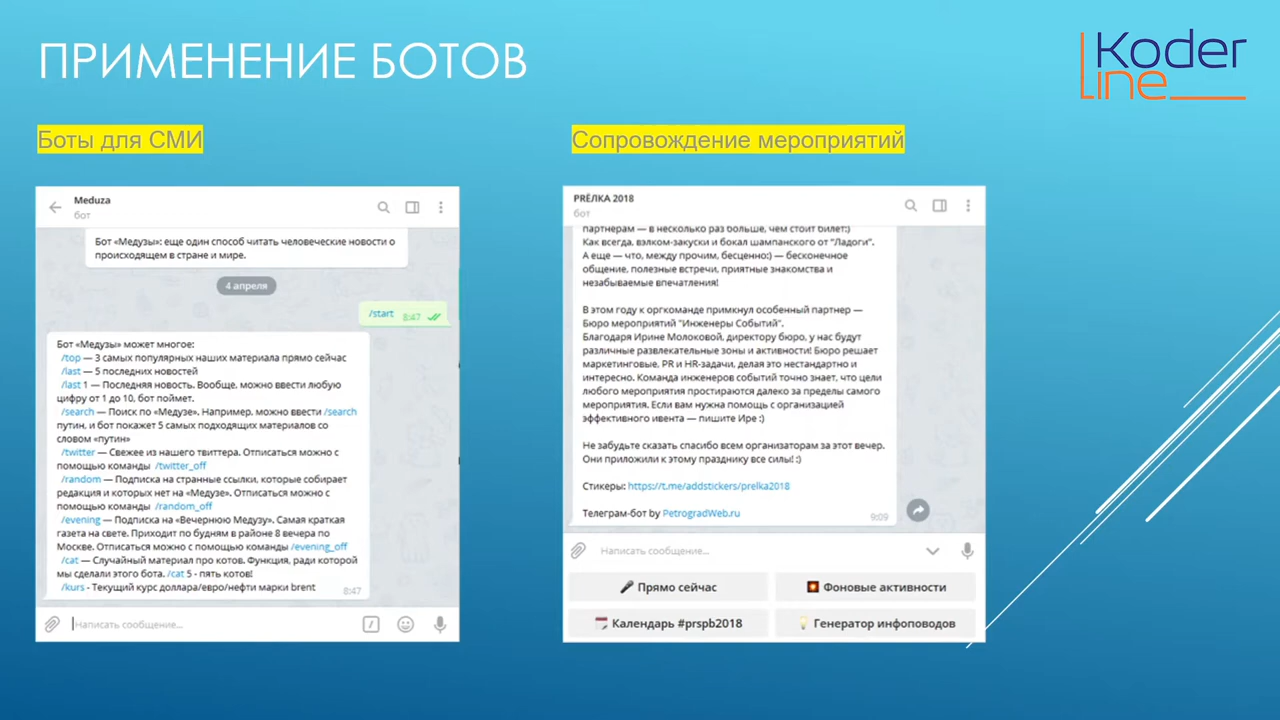 ПРИМЕНЕНИЕ БОТОВ
Koder
Line
Боты для СМИ
Сопровождение мероприятий
Meduza
бот
Бот «Медузы»: еще один способ читать человеческие новости о
происходящем в стране и мире.
4 апреля
/start 8:47
Бот «Медузы» может многое:
/top — 3 самых популярных наших материала прямо сейчас
/last — 5 последних новостей
/last 1 — Последняя новость. Вообще, можно ввести любую
цифру от 1 до 10, бот поймет.
/search — Поиск по «Медузе». Например, можно ввести /search
путин, и бот покажет 5 самых подходящих материалов со
словом «путин»
/twitter — Свежее из нашего твиттера. Отписаться можно с
помощью команды /twitter_off
/random — Подписка на странные ссылки, которые собирает
редакция и которых нет на «Медузе». Отписаться можно с
помощью команды /random_off
/evening — Подписка на «Вечернюю Медузу». Самая краткая
газета на свете. Приходит по будням в районе 8 вечера по
Москве. Отписаться можно с помощью команды /evening_off
/cat — Случайный материал про котов. Функция, ради которой
мы сделали этого бота. /cat 5 - пять котов!
/kurs - Текущий курс доллара/евро/нефти марки brent
8:47
Написать сообщение...
PRЁЛКА 2018
бот
партнерам — в несколько раз больше, чем стоит билет:)
Как всегда, вэлком-закуски и бокал шампанского от "Ладоги".
А еще — что, между прочим, бесценно:) — бесконечное
общение, полезные встречи, приятные знакомства и
незабываемые впечатления!
В этом году к оргкоманде примкнул особенный партнер —
Бюро мероприятий "Инженеры Событий".
Благодаря Ирине Молоковой, директору бюро, у нас будут
различные развлекательные зоны и активности! Бюро решает
маркетинговые, PR и HR-задачи, делая это нестандартно и
интересно. Команда инженеров событий точно знает, что цели
любого мероприятия простираются далеко за пределы самого
мероприятия. Если вам нужна помощь с организацией
эффективного ивента — пишите Ире :)
Не забудьте сказать спасибо всем организаторам за этот вечер.
Они приложили к этому празднику все силы! :)
Стикеры: https://t.me/addstickers/prelka2018
Телеграм-бот by PetrogradWeb.ru
9:09
Написать сообщение...
Прямо сейчас
Фоновые активности
Календарь #prspb2018
Генератор инфоповодов